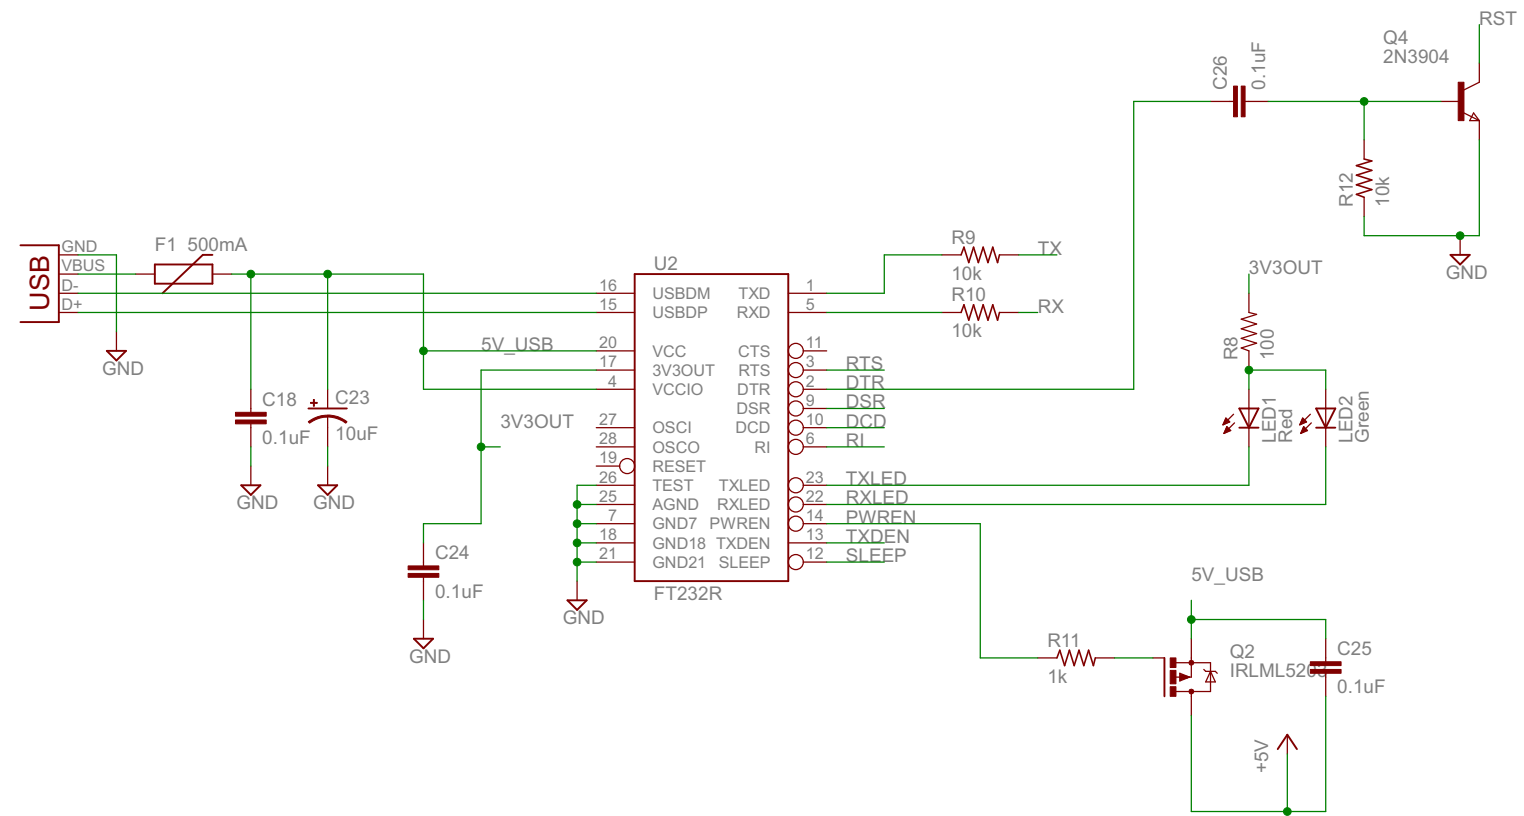 RST
Q4
2N3904
C26
0.1uF
R12
10k
GND
USB
GND
VBUS
D-
D+
F1 500mA
GND
C18
0.1uF
GND
C23
10uF
GND
5V_USB
3V3OUT
C24
0.1uF
GND
GND
U2
16 USBDM TXD 1
15 USBDP RXD 5
20 VCC CTS 11
17 3V3OUT RTS 3 RTS
4 VCCIO DTR 2 DTR
DSR 9 DSR
27 OSCI DCD 10 DCD
28 OSCO RI 6 RI
19 RESET
26 TEST TXLED 23 TXLED
25 AGND RXLED 22 RXLED
7 GND7 PWREN 14 PWREN
18 GND18 TXDEN 13 TXDEN
21 GND21 SLEEP 12 SLEEP
FT232R
R9
10k
TX
R10
10k
RX
3V3OUT
R8
100
LED1
Red
LED2
Green
R11
1k
5V_USB
Q2
C25
0.1uF
+5V